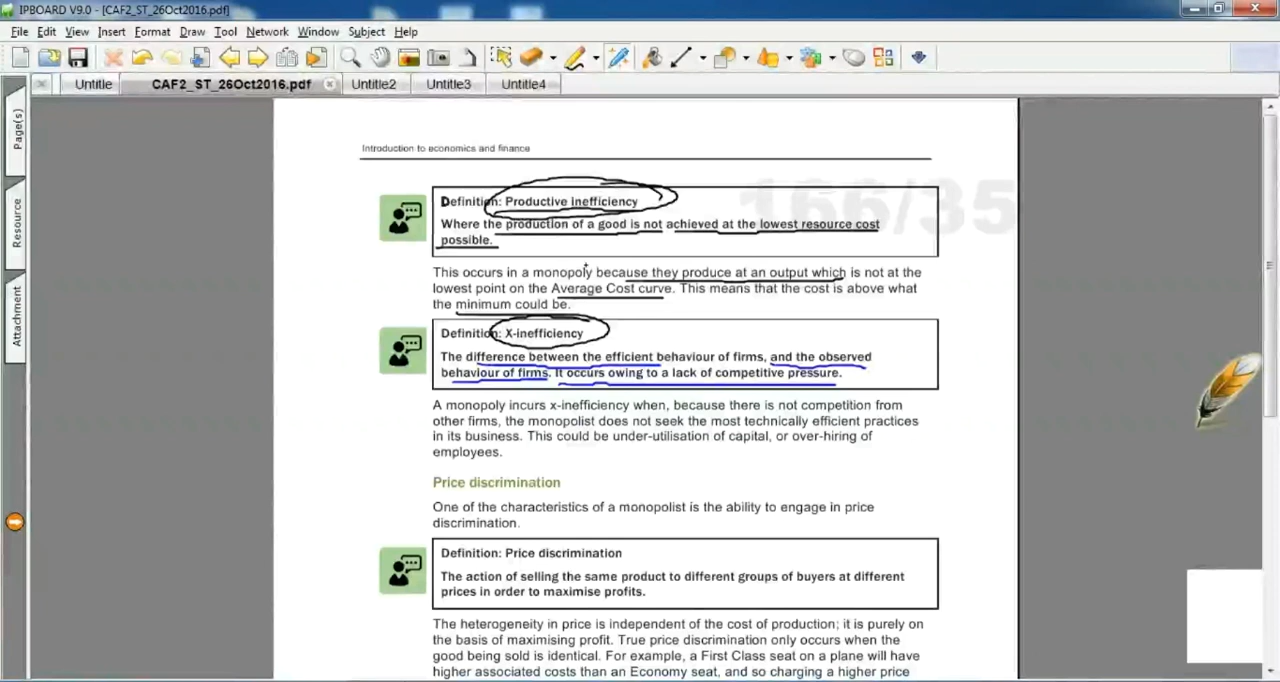 IPBOARD V9.0 - [CAF2_ST_26Oct2016.pdf]
File Edit View Insert Format Draw Tool Network Window Subject Help
Untitle CAF2_ST_26Oct2016.pdf Untitle2 Untitle3 Untitle4
Page(s)
Resource
Attachment
Introduction to economics and finance
166/35
Definition: Productive inefficiency
Where the production of a good is not achieved at the lowest resource cost
possible.
This occurs in a monopoly because they produce at an output which is not at the
lowest point on the Average Cost curve. This means that the cost is above what
the minimum could be.
Definition: X-inefficiency
The difference between the efficient behaviour of firms, and the observed
behaviour of firms. It occurs owing to a lack of competitive pressure.
A monopoly incurs x-inefficiency when, because there is not competition from
other firms, the monopolist does not seek the most technically efficient practices
in its business. This could be under-utilisation of capital, or over-hiring of
employees.
Price discrimination
One of the characteristics of a monopolist is the ability to engage in price
discrimination.
Definition: Price discrimination
The action of selling the same product to different groups of buyers at different
prices in order to maximise profits.
The heterogeneity in price is independent of the cost of production; it is purely on
the basis of maximising profit. True price discrimination only occurs when the
good being sold is identical. For example, a First Class seat on a plane will have
higher associated costs than an Economy seat, and so charging a higher price